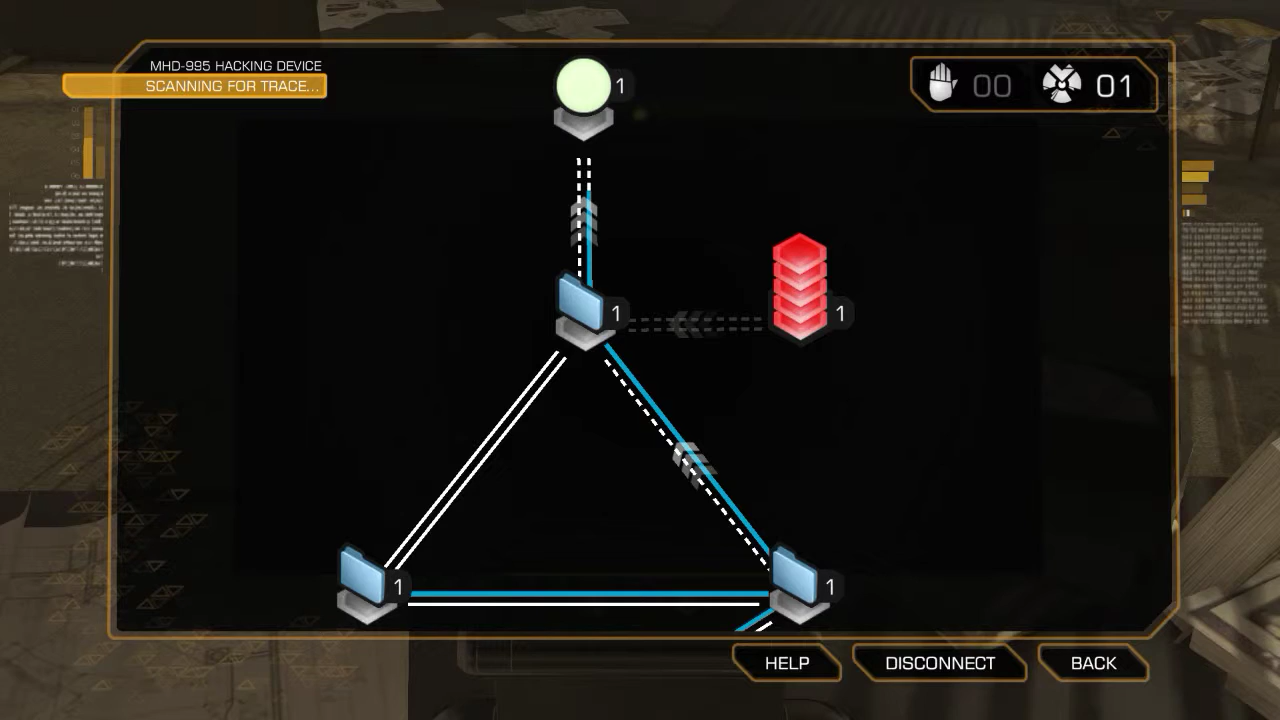 MHD-995 HACKING DEVICE
SCANNING FOR TRACE...
00
01
1
1
1
1
1
HELP
DISCONNECT
BACK